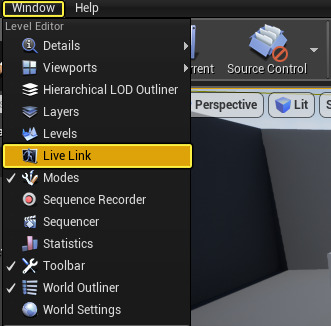 Window Help
Level Editor
Details
Viewports
Hierarchical LOD Outliner
Layers
Levels
Live Link
Modes
Sequence Recorder
Sequencer
Statistics
Toolbar
World Outliner
World Settings
rrent Source Control
Perspective Lit